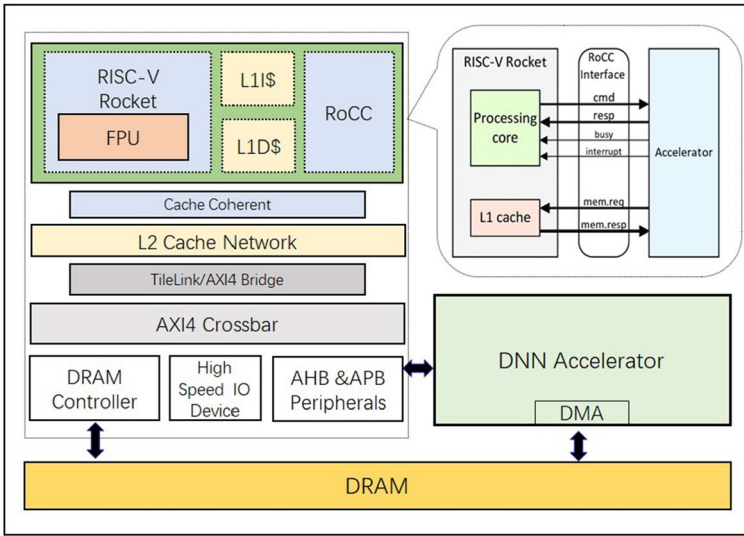 RISC-V
Rocket
FPU
L1I$
L1D$
RoCC
Cache Coherent
L2 Cache Network
TileLink/AXI4 Bridge
AXI4 Crossbar
DRAM
Controller
High
Speed IO
Device
AHB &APB
Peripherals
RISC-V Rocket
Processing
core
L1 cache
RoCC
Interface
cmd
resp
busy
interrupt
mem.req
mem.resp
Accelerator
DNN Accelerator
DMA
DRAM